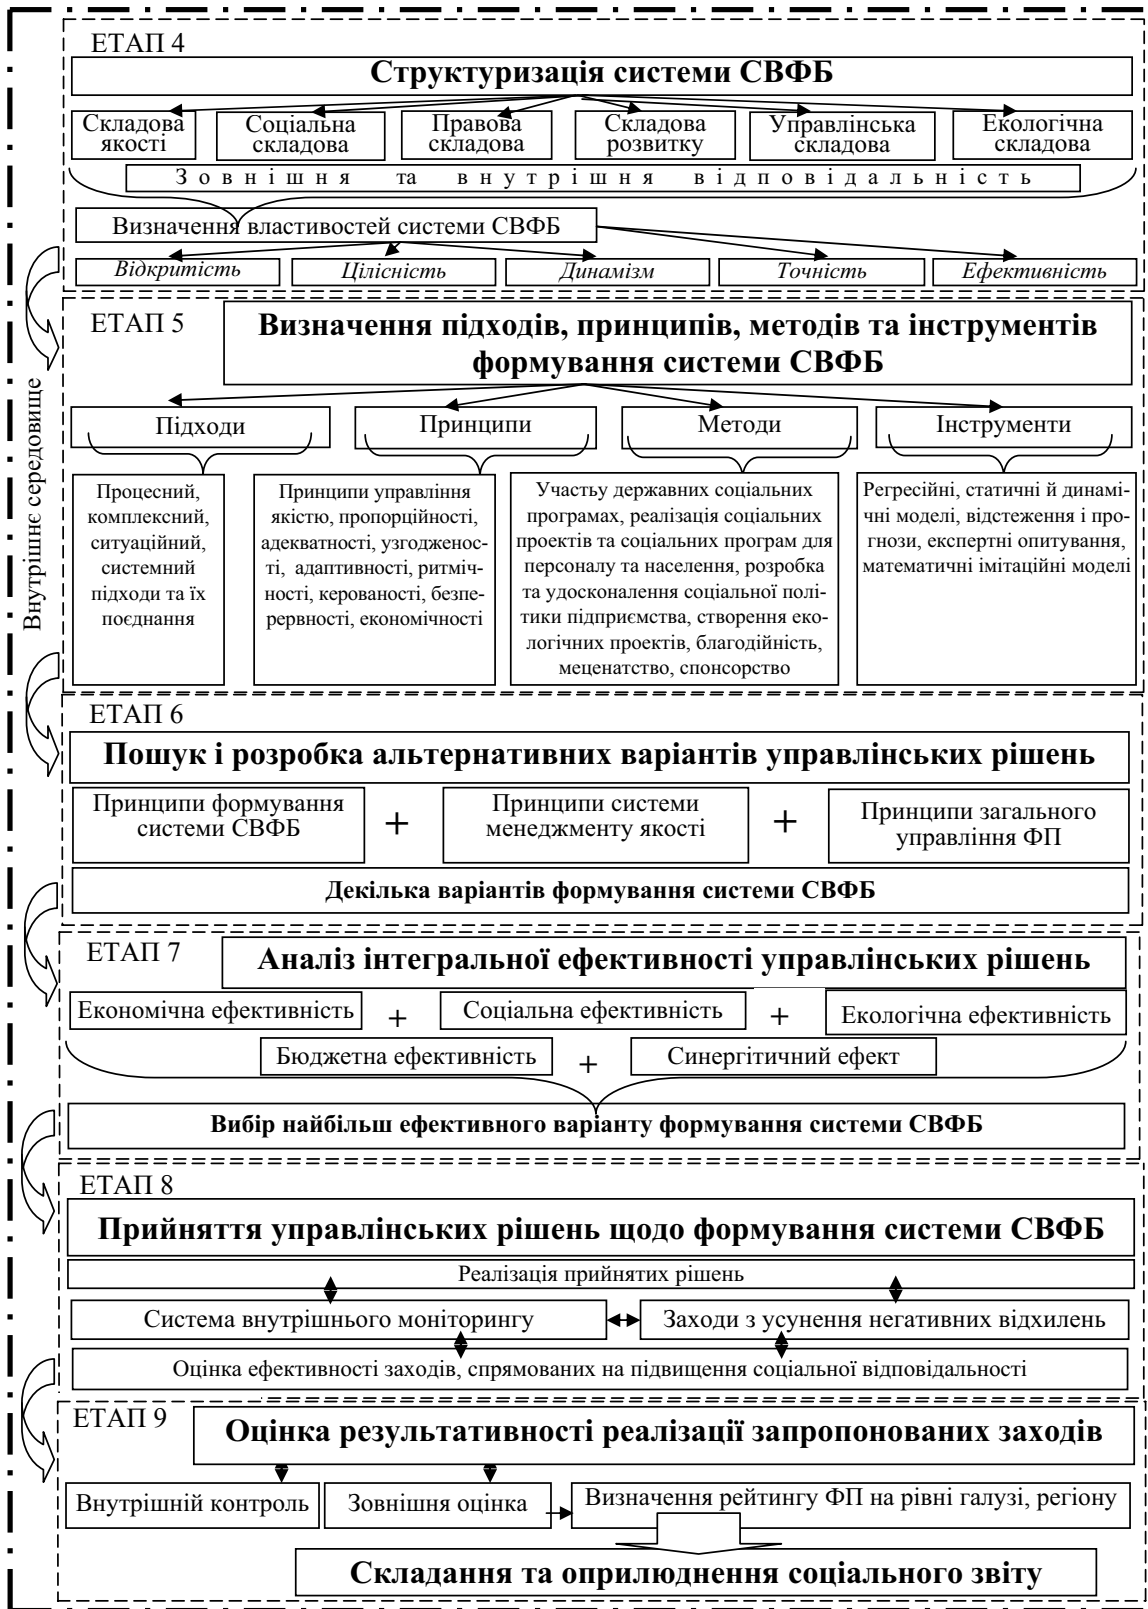 ЕТАП 4
Структуризація системи СВФБ
Складова
якості
Соціальна
складова
Правова
складова
Складова
розвитку
Управлінська
складова
Екологічна
складова
Зовнішня та внутрішня відповідальність
Визначення властивостей системи СВФБ
Відкритість
Цілісність
Динамізм
Точність
Ефективність
Внутрішнє середовище
ЕТАП 5
Визначення підходів, принципів, методів та інструментів
формування системи СВФБ
Підходи
Принципи
Методи
Інструменти
Процесний,
комплексний,
ситуаційний,
системний
підходи та їх
поєднання
Принципи управління
якістю, пропорційності,
адекватності, узгодженос-
ті, адаптивності, ритміч-
ності, керованості, безпе-
рервності, економічності
Участьу державних соціальних
програмах, реалізація соціальних
проектів та соціальних програм для
персоналу та населення, розробка
та удосконалення соціальної полі-
тики підприємства, створення еко-
логічних проектів, благодійність,
меценатство, спонсорство
Регресійні, статичні й динамі-
чні моделі, відстеження і про-
гнози, експертні опитування,
математичні імітаційні моделі
ЕТАП 6
Пошук і розробка альтернативних варіантів управлінських рішень
Принципи формування
системи СВФБ
+
Принципи системи
менеджменту якості
+
Принципи загального
управління ФП
Декілька варіантів формування системи СВФБ
ЕТАП 7
Аналіз інтегральної ефективності управлінських рішень
Економічна ефективність
+
Соціальна ефективність
+
Екологічна ефективність
Бюджетна ефективність
+
Синергітичний ефект
Вибір найбільш ефективного варіанту формування системи СВФБ
ЕТАП 8
Прийняття управлінських рішень щодо формування системи СВФБ
Реалізація прийнятих рішень
Система внутрішнього моніторингу
Заходи з усунення негативних відхилень
Оцінка ефективності заходів, спрямованих на підвищення соціальної відповідальності
ЕТАП 9
Оцінка результативності реалізації запропонованих заходів
Внутрішній контроль
Зовнішня оцінка
Визначення рейтингу ФП на рівні галузі, регіону
Складання та оприлюднення соціального звіту